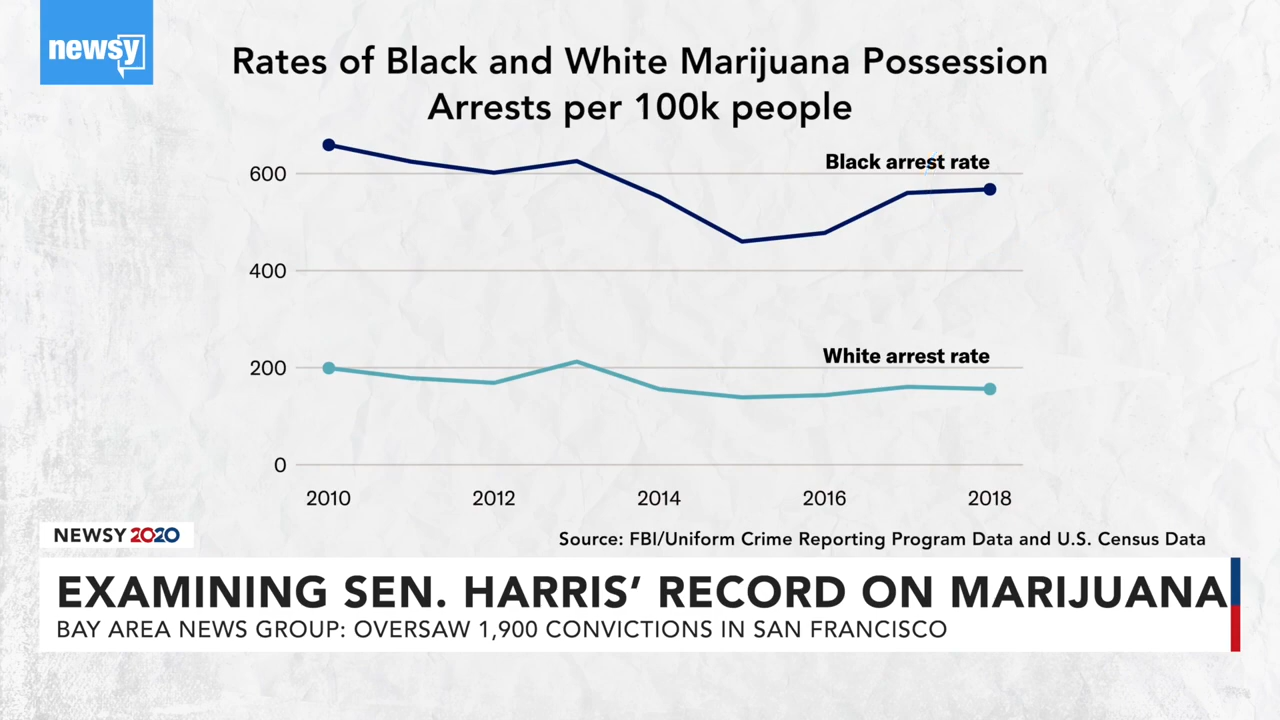 newsy
Rates of Black and White Marijuana Possession
Arrests per 100k people
Black arrest rate
600
400
White arrest rate
200
0
2010 2012 2014 2016 2018
NEWSY 2020
Source: FBI/Uniform Crime Reporting Program Data and U.S. Census Data
EXAMINING SEN. HARRIS’ RECORD ON MARIJUANA
BAY AREA NEWS GROUP: OVERSAW 1,900 CONVICTIONS IN SAN FRANCISCO